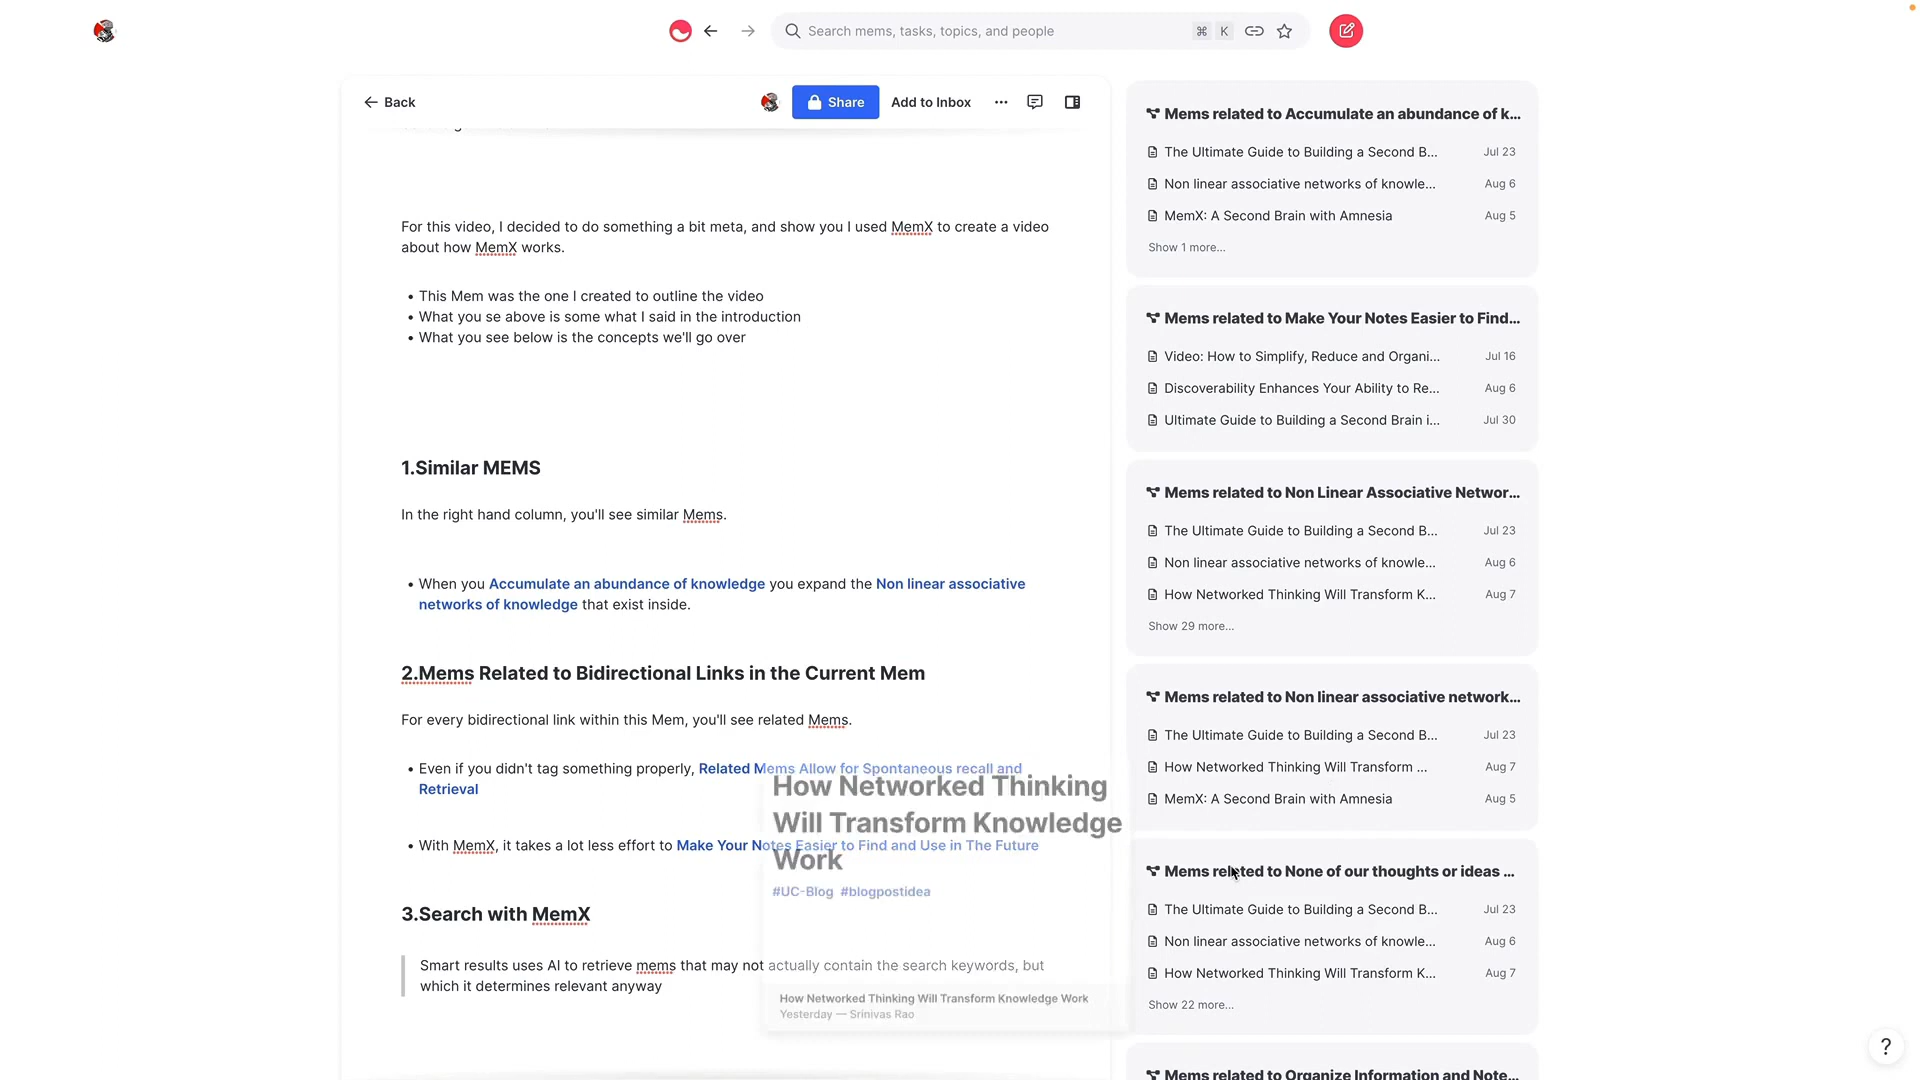 Search mems, tasks, topics, and people
⌘ K
Back
Share
Add to Inbox
For this video, I decided to do something a bit meta, and show you I used MemX to create a video
about how MemX works.
• This Mem was the one I created to outline the video
• What you se above is some what I said in the introduction
• What you see below is the concepts we'll go over
1.Similar MEMS
In the right hand column, you'll see similar Mems.
• When you Accumulate an abundance of knowledge you expand the Non linear associative
networks of knowledge that exist inside.
2.Mems Related to Bidirectional Links in the Current Mem
For every bidirectional link within this Mem, you'll see related Mems.
• Even if you didn't tag something properly, Related Mems Allow for Spontaneous recall and
Retrieval
• With MemX, it takes a lot less effort to Make Your Notes Easier to Find and Use in The Future
3.Search with MemX
Smart results uses AI to retrieve mems that may not actually contain the search keywords, but
which it determines relevant anyway
How Networked Thinking
Will Transform Knowledge
Work
#UC-Blog #blogpostidea
How Networked Thinking Will Transform Knowledge Work
Yesterday — Srinivas Rao
Mems related to Accumulate an abundance of k...
The Ultimate Guide to Building a Second B... Jul 23
Non linear associative networks of knowle... Aug 6
MemX: A Second Brain with Amnesia Aug 5
Show 1 more...
Mems related to Make Your Notes Easier to Find...
Video: How to Simplify, Reduce and Organi... Jul 16
Discoverability Enhances Your Ability to Re... Aug 6
Ultimate Guide to Building a Second Brain i... Jul 30
Mems related to Non Linear Associative Networ...
The Ultimate Guide to Building a Second B... Jul 23
Non linear associative networks of knowle... Aug 6
How Networked Thinking Will Transform K... Aug 7
Show 29 more...
Mems related to Non linear associative network...
The Ultimate Guide to Building a Second B... Jul 23
How Networked Thinking Will Transform ... Aug 7
MemX: A Second Brain with Amnesia Aug 5
Mems related to None of our thoughts or ideas ...
The Ultimate Guide to Building a Second B... Jul 23
Non linear associative networks of knowle... Aug 6
How Networked Thinking Will Transform K... Aug 7
Show 22 more...
Mems related to Organize Information and Note...
?